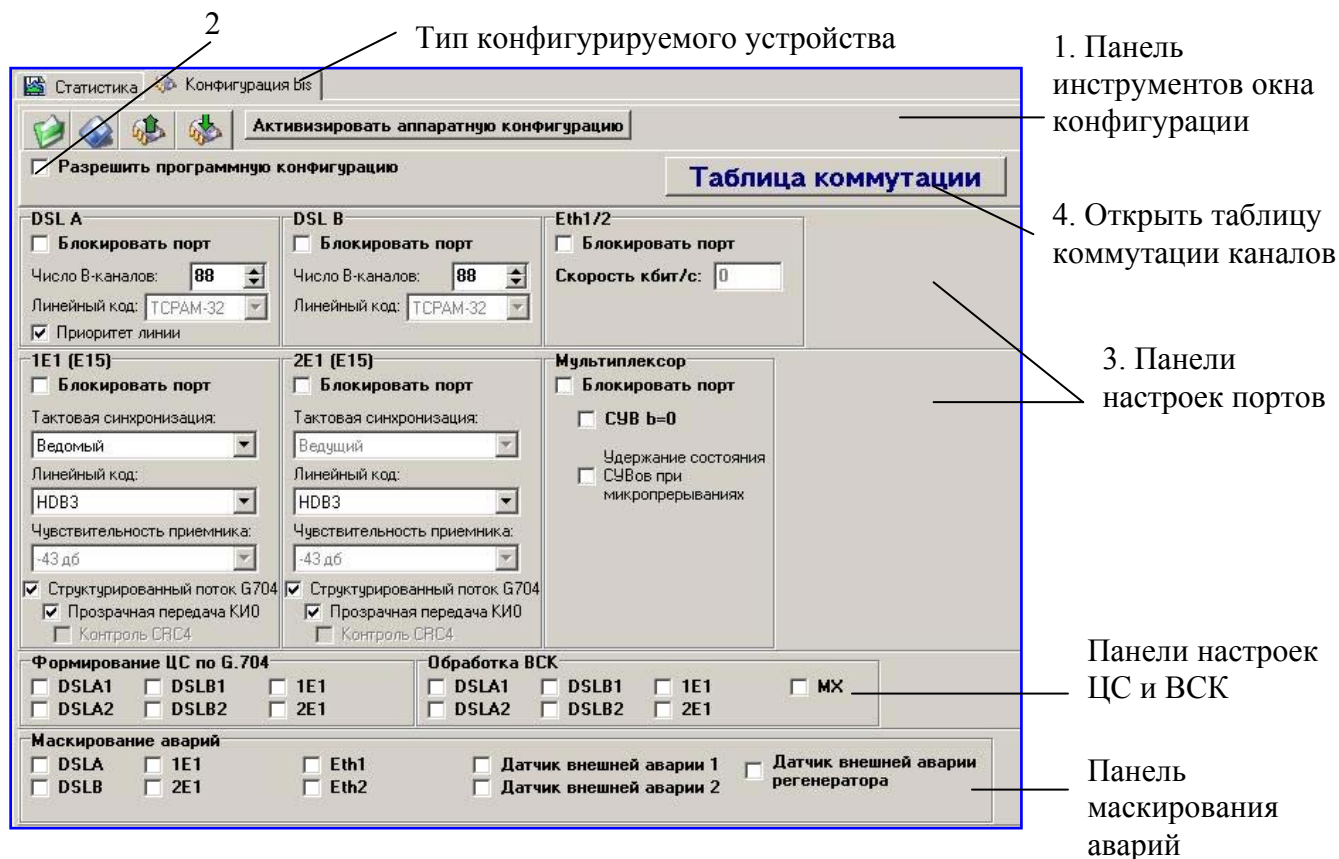 2
Тип конфигурируемого устройства
1. Панель
инструментов окна
конфигурации
Статистика
Конфигурация bis
Активизировать аппаратную конфигурацию
Разрешить программную конфигурацию
Таблица коммутации
4. Открыть таблицу
коммутации каналов
DSL A
Блокировать порт
Число В-каналов: 88
Линейный код: TCPAM-32
Приоритет линии
DSL B
Блокировать порт
Число В-каналов: 88
Линейный код: TCPAM-32
Eth1/2
Блокировать порт
Скорость кбит/с: 0
3. Панели
настроек портов
1E1 (E15)
Блокировать порт
Тактовая синхронизация:
Ведомый
Линейный код:
HDB3
Чувствительность приемника:
-43 дб
Структурированный поток G704
Прозрачная передача КИ0
Контроль CRC4
2E1 (E15)
Блокировать порт
Тактовая синхронизация:
Ведущий
Линейный код:
HDB3
Чувствительность приемника:
-43 дб
Структурированный поток G704
Прозрачная передача КИ0
Контроль CRC4
Мультиплексор
Блокировать порт
СУВ b=0
Удержание состояния
СУВов при
микропрерываниях
Формирование ЦС по G.704
DSLA1 DSLB1 1E1
DSLA2 DSLB2 2E1
Обработка ВСК
DSLA1 DSLB1 1E1 MX
DSLA2 DSLB2 2E1
Панели настроек
ЦС и ВСК
Маскирование аварий
DSLA 1E1 Eth1 Датчик внешней аварии 1
DSLB 2E1 Eth2 Датчик внешней аварии 2
Датчик внешней аварии
регенератора
Панель
маскирования
аварий